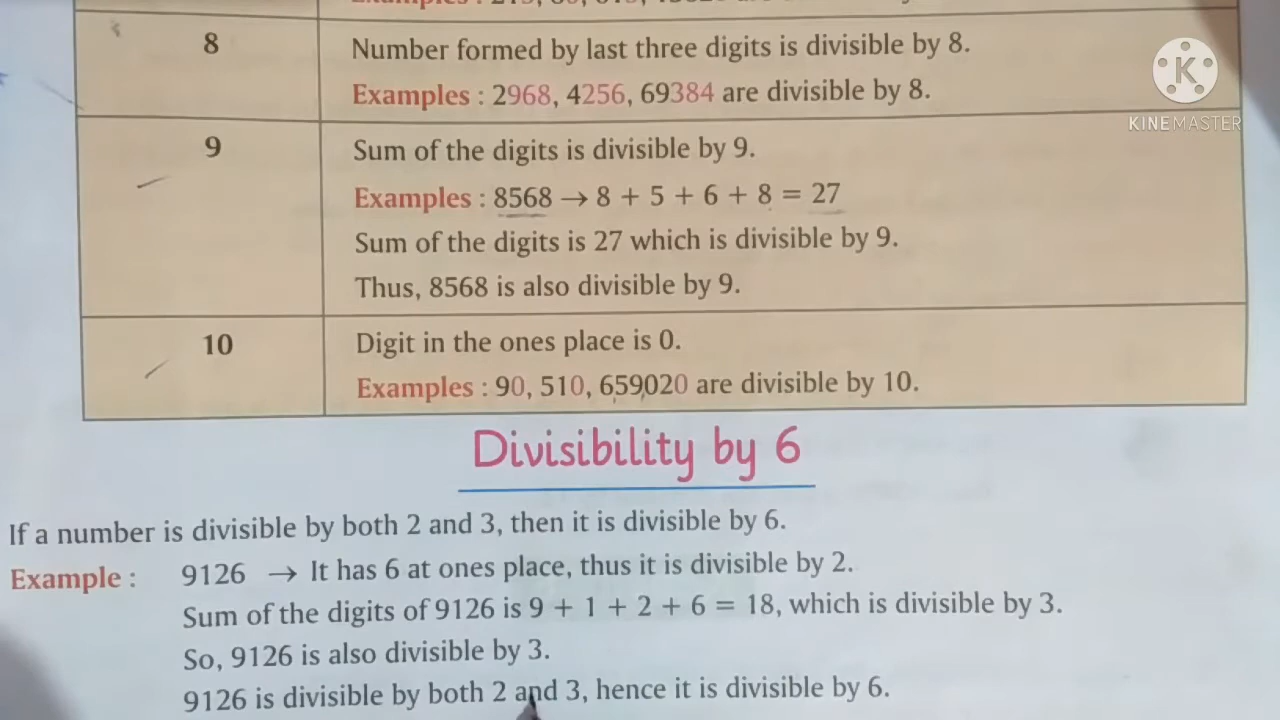 8
Number formed by last three digits is divisible by 8.
Examples : 2968, 4256, 69384 are divisible by 8.
K
KINEMASTER
9
Sum of the digits is divisible by 9.
Examples : 8568 → 8 + 5 + 6 + 8 = 27
Sum of the digits is 27 which is divisible by 9.
Thus, 8568 is also divisible by 9.
10
Digit in the ones place is 0.
Examples : 90, 510, 659020 are divisible by 10.
Divisibility by 6
If a number is divisible by both 2 and 3, then it is divisible by 6.
Example : 9126 → It has 6 at ones place, thus it is divisible by 2.
Sum of the digits of 9126 is 9 + 1 + 2 + 6 = 18, which is divisible by 3.
So, 9126 is also divisible by 3.
9126 is divisible by both 2 and 3, hence it is divisible by 6.